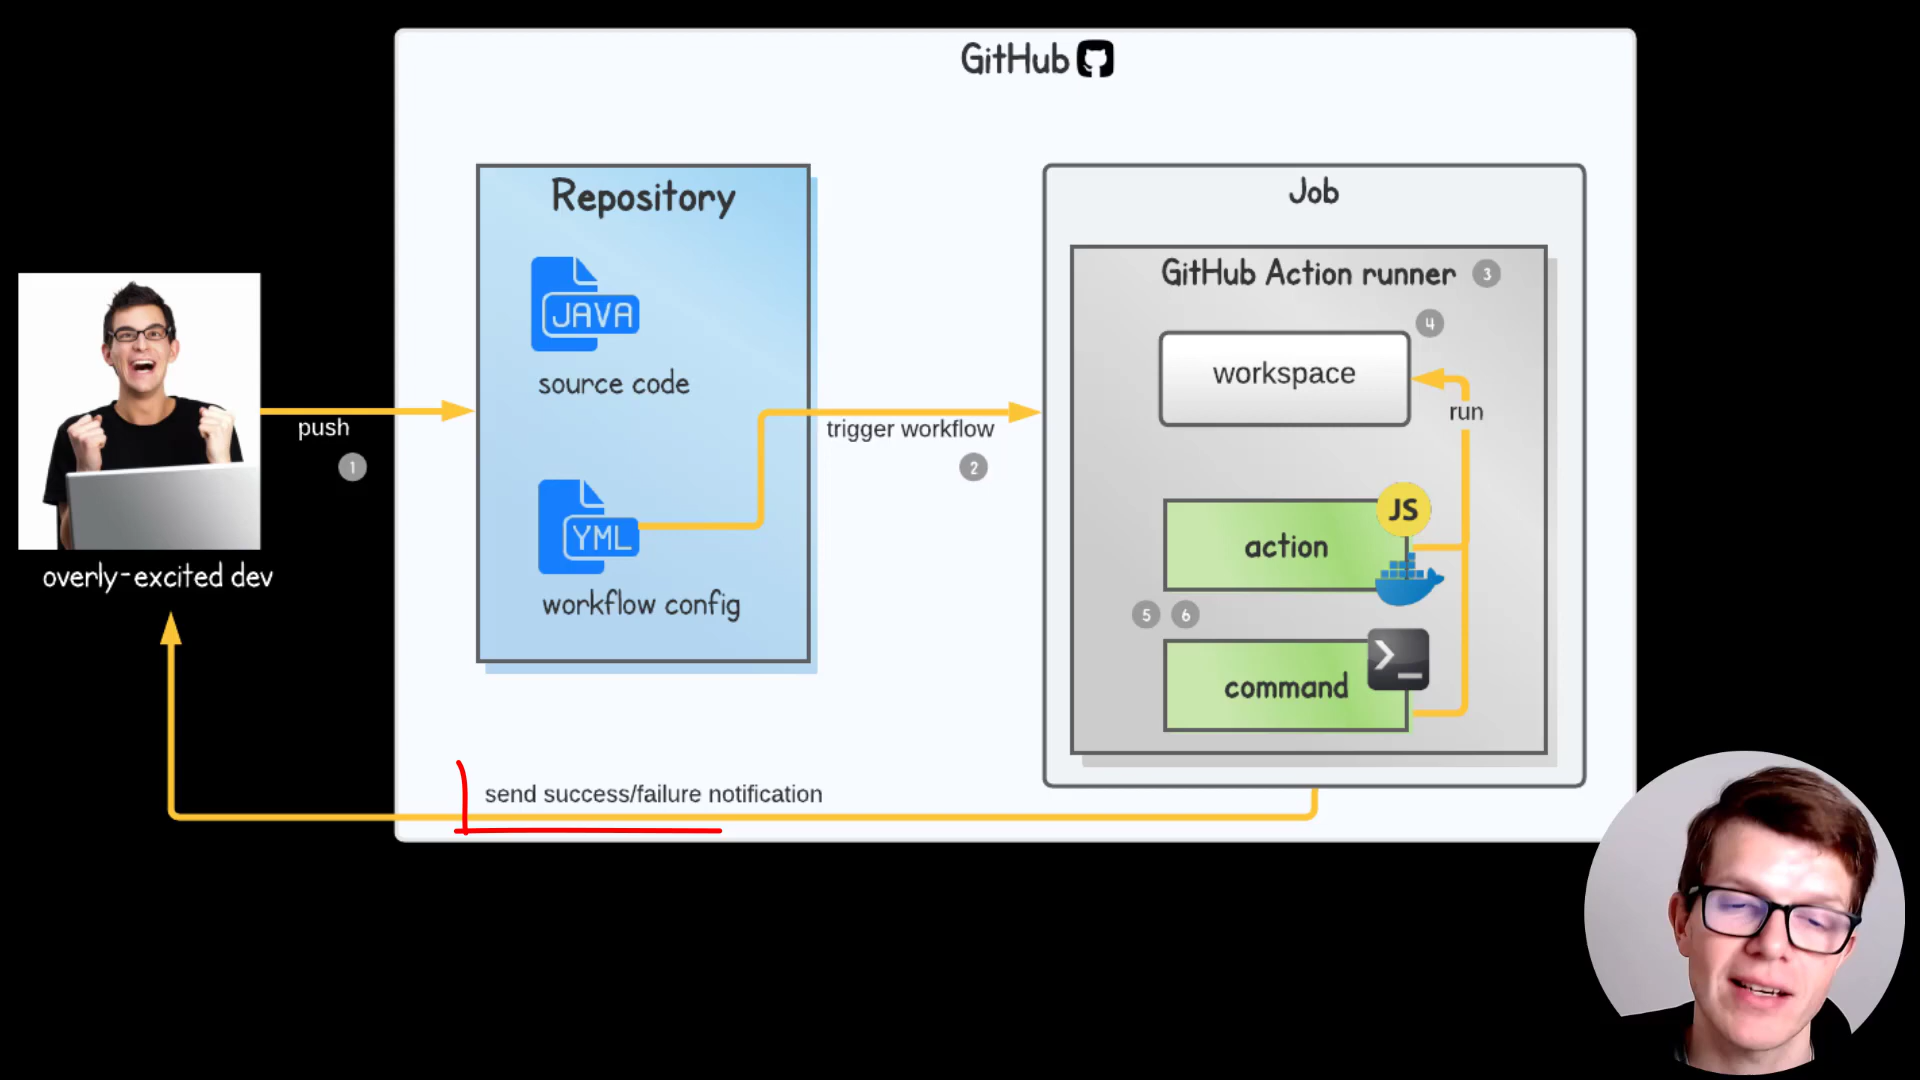 GitHub
Repository
JAVA
source code
YML
workflow config
push
1
overly-excited dev
trigger workflow
2
Job
GitHub Action runner 3
4
workspace
run
JS
action
5 6
command
send success/failure notification